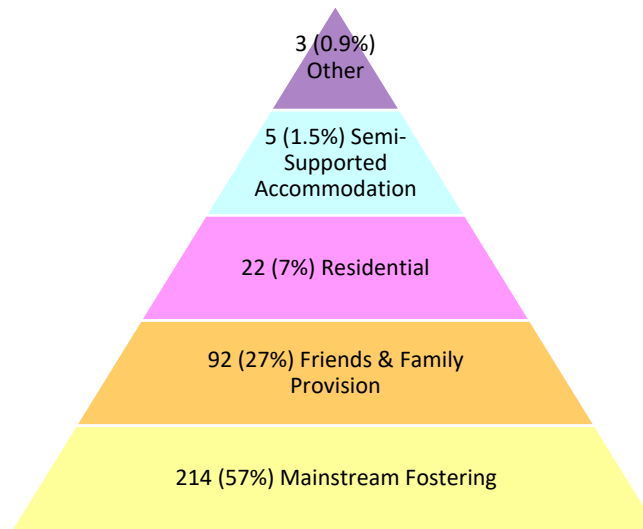 3 (0.9%)
Other
5 (1.5%) Semi-
Supported
Accommodation
22 (7%) Residential
92 (27%) Friends & Family
Provision
214 (57%) Mainstream Fostering